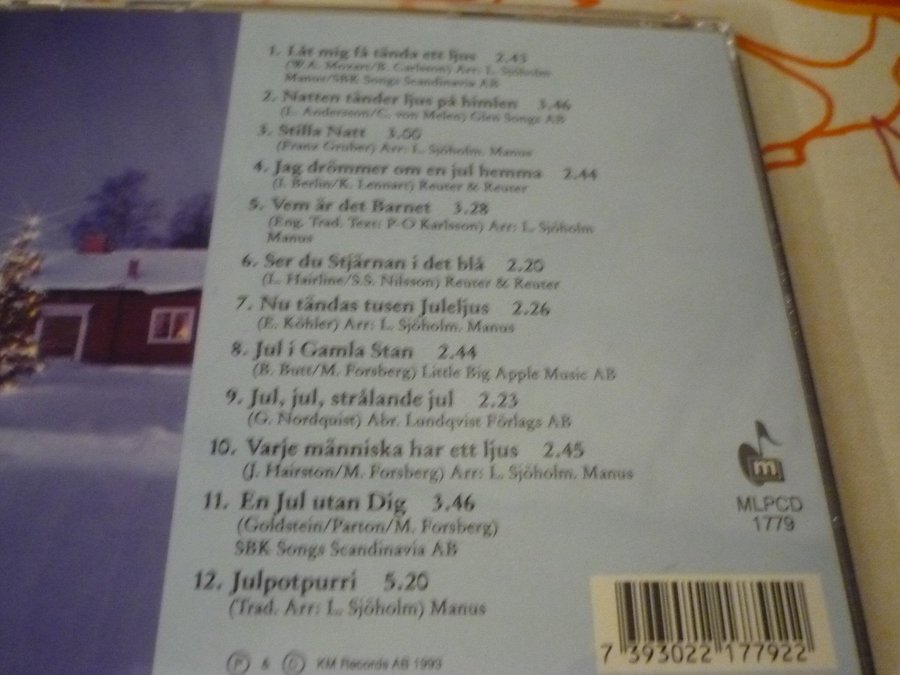 1. Låt mig få tända ett ljus 2.43
(W.A. Mozart/B. Carlsson) Arr: L. Sjöholm
Manus/SBK Songs Scandinavia AB
2. Natten tänder ljus på himlen 3.46
(L. Andersson/C. von Melen) Glen Songs AB
3. Stilla Natt 3.00
(Franz Gruber) Arr: L. Sjöholm. Manus
4. Jag drömmer om en jul hemma 2.44
(I. Berlin/K. Lennart) Reuter & Reuter
5. Vem är det Barnet 3.28
(Eng. Trad. Text: P-O Karlsson) Arr: L. Sjöholm
Manus
6. Ser du Stjärnan i det blå 2.20
(L. Hairline/S.S. Nilsson) Reuter & Reuter
7. Nu tändas tusen Juleljus 2.26
(E. Köhler) Arr: L. Sjöholm. Manus
8. Jul i Gamla Stan 2.44
(B. Butt/M. Forsberg) Little Big Apple Music AB
9. Jul, jul, strålande jul 2.23
(G. Nordquist) Abr. Lundqvist Förlags AB
10. Varje människa har ett ljus 2.45
(J. Hairston/M. Forsberg) Arr: L. Sjöholm. Manus
11. En Jul utan Dig 3.46
(Goldstein/Parton/M. Forsberg)
SBK Songs Scandinavia AB
12. Julpotpurri 5.20
(Trad. Arr: L. Sjöholm) Manus
m
MLPCD
1779
7 393022 177922
Ⓟ & © KM Records AB 1993